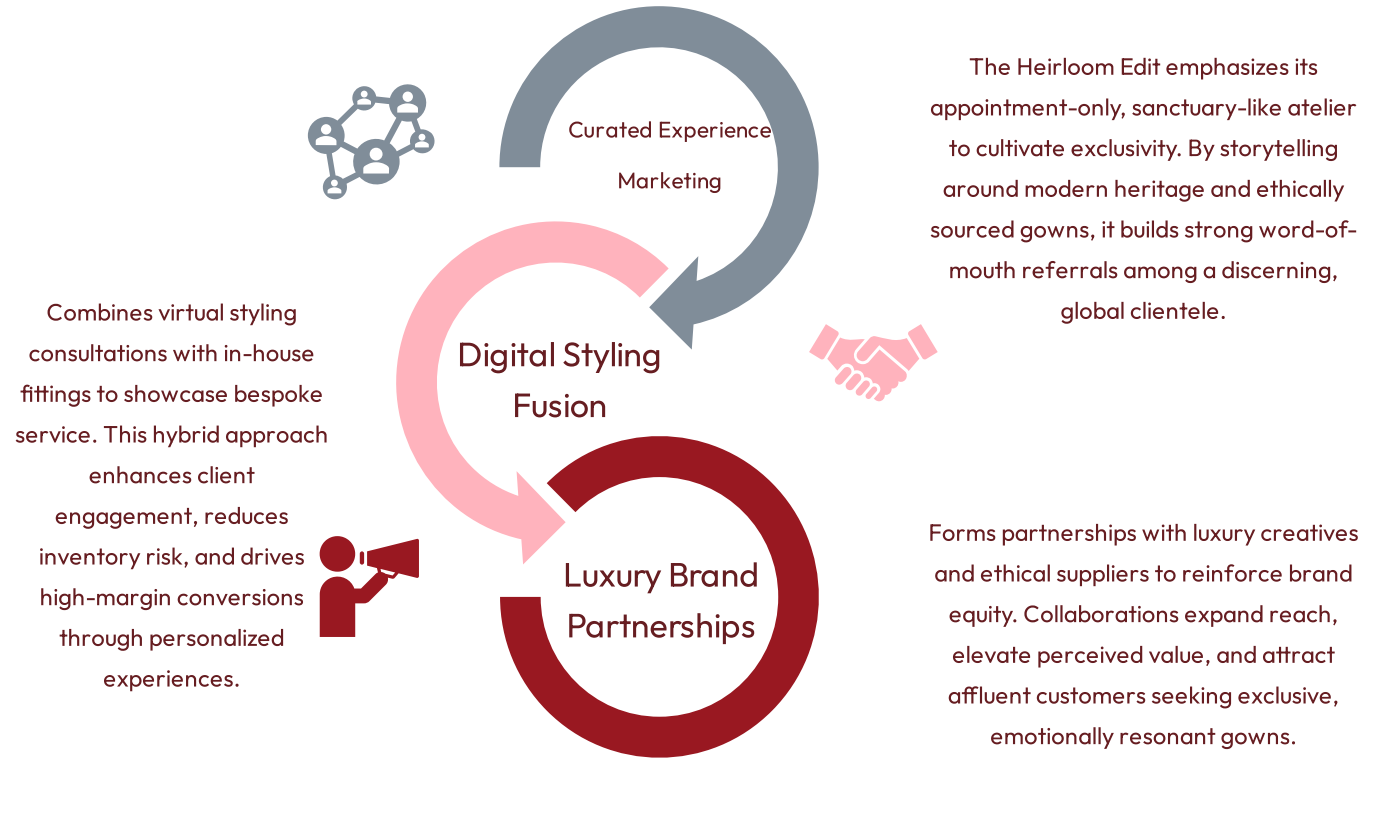 Curated Experience
Marketing
The Heirloom Edit emphasizes its
appointment-only, sanctuary-like atelier
to cultivate exclusivity. By storytelling
around modern heritage and ethically
sourced gowns, it builds strong word-of-
mouth referrals among a discerning,
global clientele.
Digital Styling
Fusion
Combines virtual styling
consultations with in-house
fittings to showcase bespoke
service. This hybrid approach
enhances client
engagement, reduces
inventory risk, and drives
high-margin conversions
through personalized
experiences.
Luxury Brand
Partnerships
Forms partnerships with luxury creatives
and ethical suppliers to reinforce brand
equity. Collaborations expand reach,
elevate perceived value, and attract
affluent customers seeking exclusive,
emotionally resonant gowns.